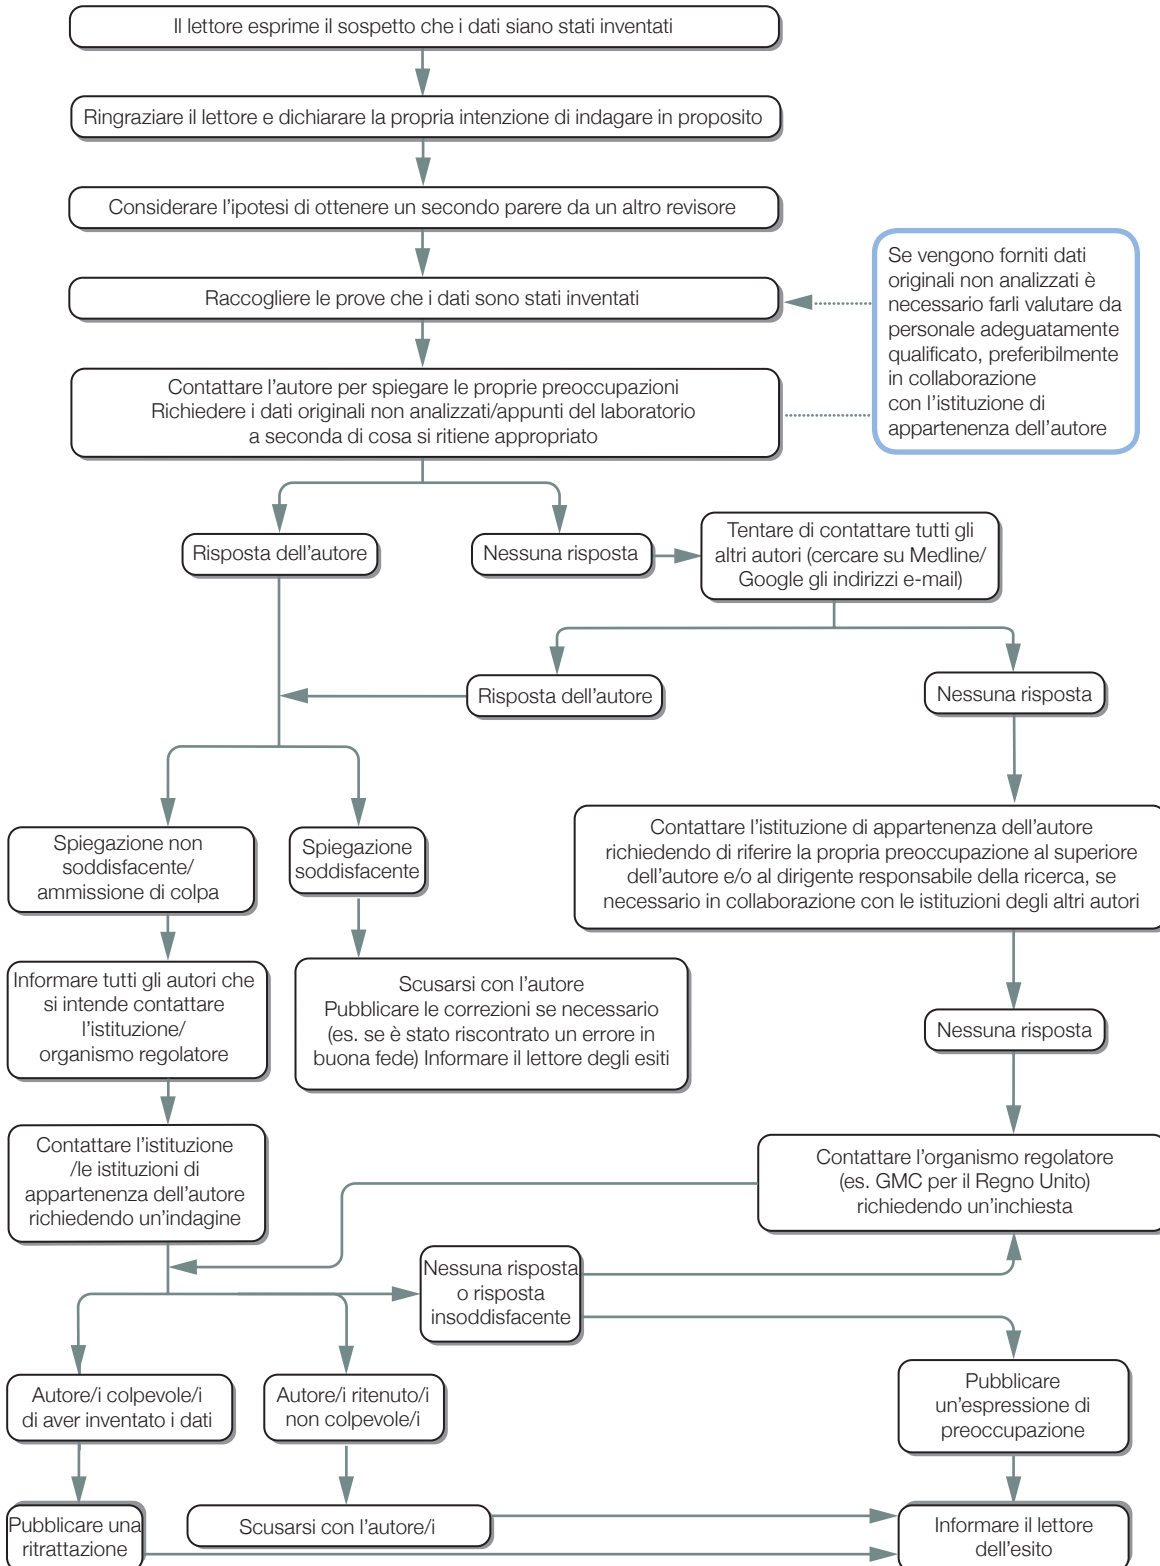 Il lettore esprime il sospetto che i dati siano stati inventati
Ringraziare il lettore e dichiarare la propria intenzione di indagare in proposito
Considerare l'ipotesi di ottenere un secondo parere da un altro revisore
Raccogliere le prove che i dati sono stati inventati
Se vengono forniti dati
originali non analizzati è
necessario farli valutare da
personale adeguatamente
qualificato, preferibilmente
in collaborazione
con l'istituzione di
appartenenza dell'autore
Contattare l'autore per spiegare le proprie preoccupazioni
Richiedere i dati originali non analizzati/appunti del laboratorio
a seconda di cosa si ritiene appropriato
Risposta dell'autore
Nessuna risposta
Tentare di contattare tutti gli
altri autori (cercare su Medline/
Google gli indirizzi e-mail)
Risposta dell'autore
Nessuna risposta
Spiegazione non
soddisfacente/
ammissione di colpa
Spiegazione
soddisfacente
Contattare l'istituzione di appartenenza dell'autore
richiedendo di riferire la propria preoccupazione al superiore
dell'autore e/o al dirigente responsabile della ricerca, se
necessario in collaborazione con le istituzioni degli altri autori
Informare tutti gli autori che
si intende contattare
l'istituzione/
organismo regolatore
Scusarsi con l'autore
Pubblicare le correzioni se necessario
(es. se è stato riscontrato un errore in
buona fede) Informare il lettore degli esiti
Nessuna risposta
Contattare l'istituzione
/le istituzioni di
appartenenza dell'autore
richiedendo un'indagine
Contattare l'organismo regolatore
(es. GMC per il Regno Unito)
richiedendo un'inchiesta
Nessuna risposta
o risposta
insoddisfacente
Autore/i colpevole/i
di aver inventato i dati
Autore/i ritenuto/i
non colpevole/i
Pubblicare
un'espressione di
preoccupazione
Pubblicare una
ritrattazione
Scusarsi con l'autore/i
Informare il lettore
dell'esito